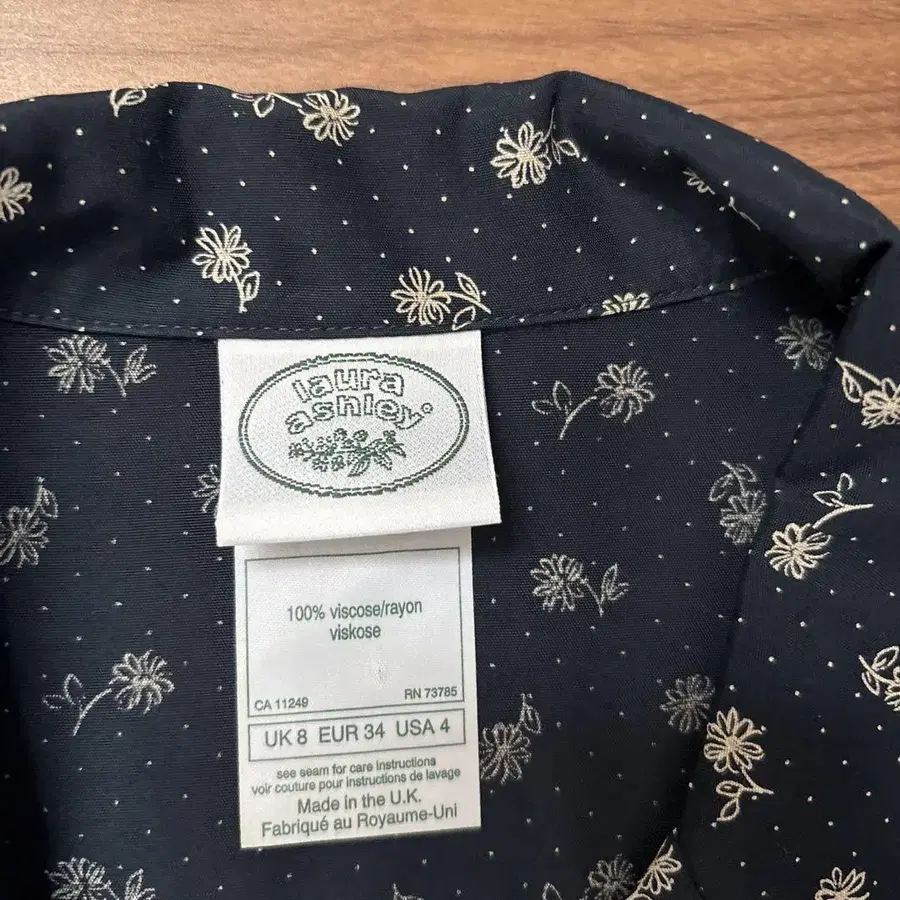 laura
ashley®
100% viscose/rayon
viskose
CA 11249 RN 73785
UK 8 EUR 34 USA 4
see seam for care instructions
voir couture pour instructions de lavage
Made in the U.K.
Fabriqué au Royaume-Uni